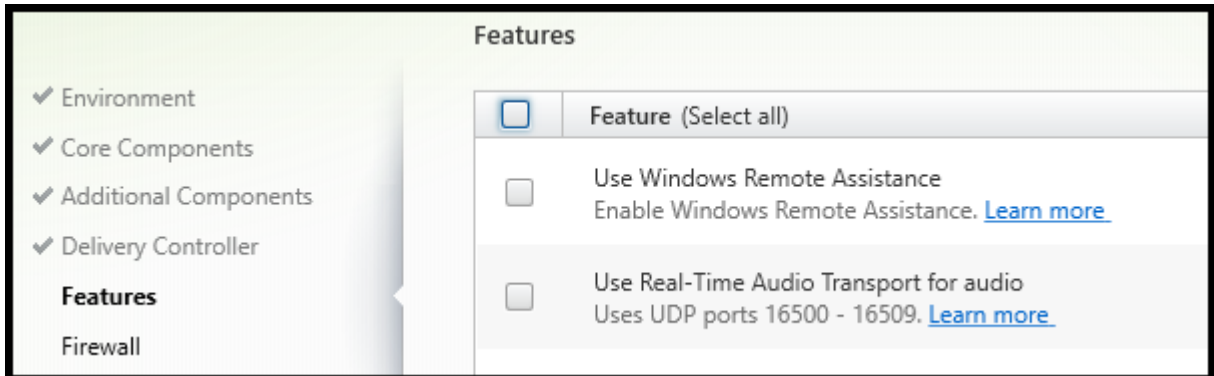 Features
Environment
Core Components
Additional Components
Delivery Controller
Features
Firewall
Feature (Select all)
Use Windows Remote Assistance
Enable Windows Remote Assistance. Learn more
Use Real-Time Audio Transport for audio
Uses UDP ports 16500 - 16509. Learn more